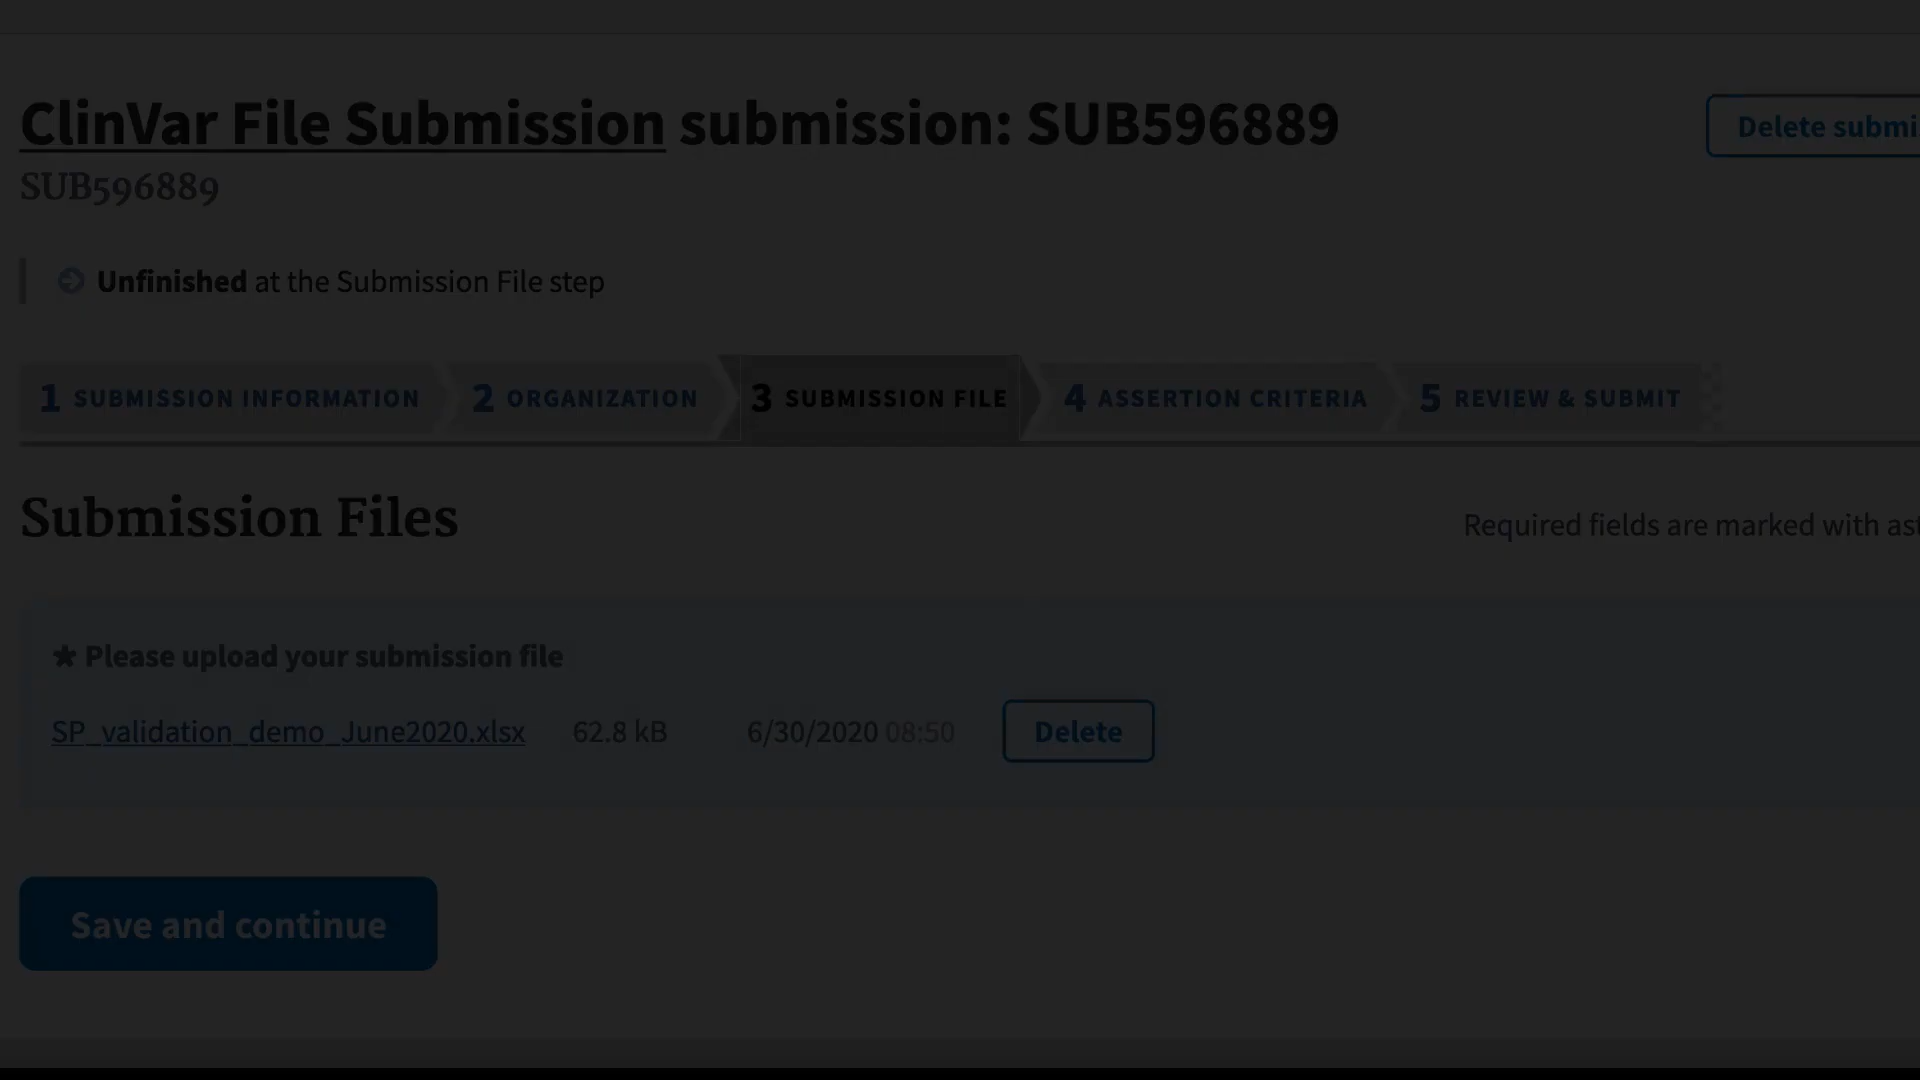 ClinVar File Submission submission: SUB596889
Delete submi
SUB596889
Unfinished at the Submission File step
1 SUBMISSION INFORMATION 2 ORGANIZATION 3 SUBMISSION FILE 4 ASSERTION CRITERIA 5 REVIEW & SUBMIT
Submission Files
Required fields are marked with ast
★ Please upload your submission file
SP_validation_demo_June2020.xlsx 62.8 kB 6/30/2020 08:50 Delete
Save and continue